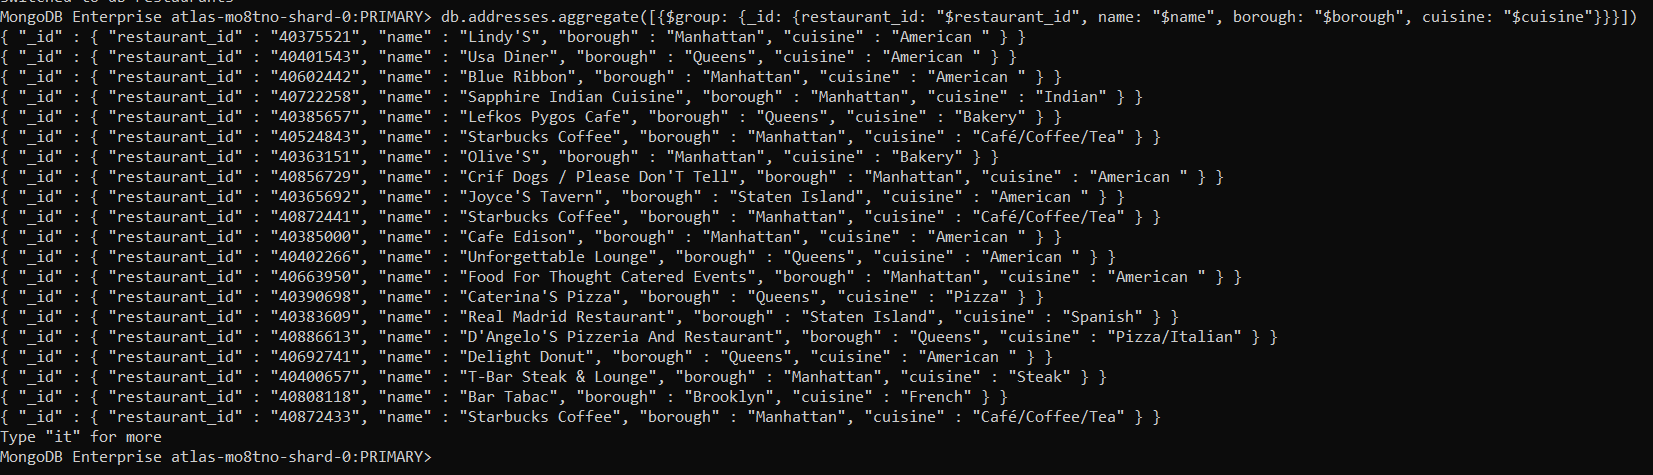 switched to db restaurants
MongoDB Enterprise atlas-mo8tno-shard-0:PRIMARY> db.addresses.aggregate([{$group: {_id: {restaurant_id: "$restaurant_id", name: "$name", borough: "$borough", cuisine: "$cuisine"}}}])
{ "_id" : { "restaurant_id" : "40375521", "name" : "Lindy'S", "borough" : "Manhattan", "cuisine" : "American " } }
{ "_id" : { "restaurant_id" : "40401543", "name" : "Usa Diner", "borough" : "Queens", "cuisine" : "American  " } }
{ "_id" : { "restaurant_id" : "40602442", "name" : "Blue Ribbon", "borough" : "Manhattan", "cuisine" : "American " } }
{ "_id" : { "restaurant_id" : "40722258", "name" : "Sapphire Indian Cuisine", "borough" : "Manhattan", "cuisine" : "Indian" } }
{ "_id" : { "restaurant_id" : "40385657", "name" : "Lefkos Pygos Cafe", "borough" : "Queens", "cuisine" : "Bakery" } }
{ "_id" : { "restaurant_id" : "40524843", "name" : "Starbucks Coffee", "borough" : "Manhattan", "cuisine" : "Café/Coffee/Tea" } }
{ "_id" : { "restaurant_id" : "40363151", "name" : "Olive'S", "borough" : "Manhattan", "cuisine" : "Bakery" } }
{ "_id" : { "restaurant_id" : "40856729", "name" : "Crif Dogs / Please Don'T Tell", "borough" : "Manhattan", "cuisine" : "American " } }
{ "_id" : { "restaurant_id" : "40365692", "name" : "Joyce'S Tavern", "borough" : "Staten Island", "cuisine" : "American " } }
{ "_id" : { "restaurant_id" : "40872441", "name" : "Starbucks Coffee", "borough" : "Manhattan", "cuisine" : "Café/Coffee/Tea" } }
{ "_id" : { "restaurant_id" : "40385000", "name" : "Cafe Edison", "borough" : "Manhattan", "cuisine" : "American " } }
{ "_id" : { "restaurant_id" : "40402266", "name" : "Unforgettable Lounge", "borough" : "Queens", "cuisine" : "American " } }
{ "_id" : { "restaurant_id" : "40663950", "name" : "Food For Thought Catered Events", "borough" : "Manhattan", "cuisine" : "American " } }
{ "_id" : { "restaurant_id" : "40390698", "name" : "Caterina'S Pizza", "borough" : "Queens", "cuisine" : "Pizza" } }
{ "_id" : { "restaurant_id" : "40383609", "name" : "Real Madrid Restaurant", "borough" : "Staten Island", "cuisine" : "Spanish" } }
{ "_id" : { "restaurant_id" : "40886613", "name" : "D'Angelo'S Pizzeria And Restaurant", "borough" : "Queens", "cuisine" : "Pizza/Italian" } }
{ "_id" : { "restaurant_id" : "40692741", "name" : "Delight Donut", "borough" : "Queens", "cuisine" : "American " } }
{ "_id" : { "restaurant_id" : "40400657", "name" : "T-Bar Steak & Lounge", "borough" : "Manhattan", "cuisine" : "Steak" } }
{ "_id" : { "restaurant_id" : "40808118", "name" : "Bar Tabac", "borough" : "Brooklyn", "cuisine" : "French" } }
{ "_id" : { "restaurant_id" : "40872433", "name" : "Starbucks Coffee", "borough" : "Manhattan", "cuisine" : "Café/Coffee/Tea" } }
Type "it" for more
MongoDB Enterprise atlas-mo8tno-shard-0:PRIMARY>